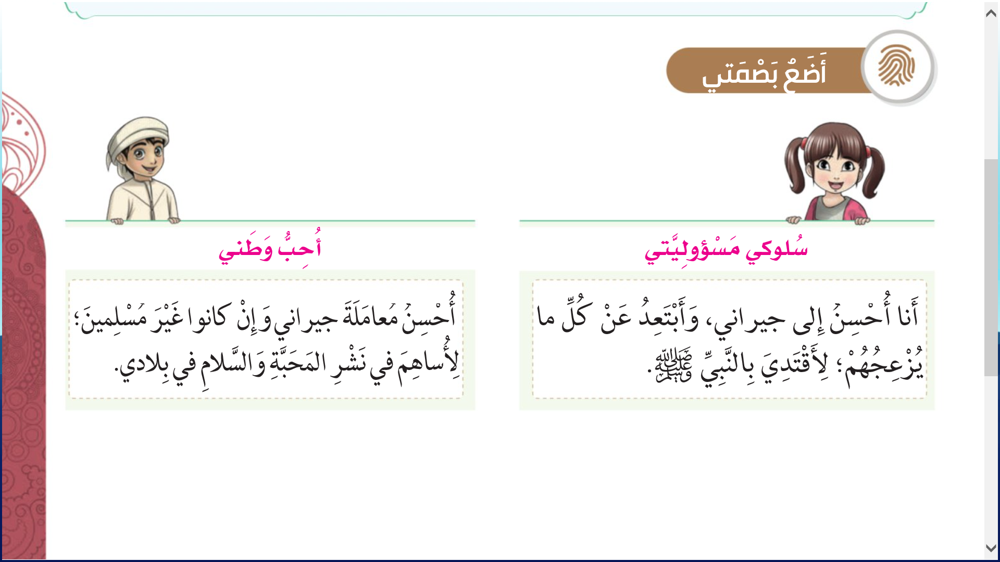 أَضَعُ بَصْمَتي
سُلوكي مَسْؤولِيَّتي
أَنا أُحْسِنُ إِلى جيراني، وَأَبْتَعِدُ عَنْ كُلِّ ما
يُزْعِجُهُمْ؛ لِأَقْتَدِيَ بِالنَّبِيِّ ﷺ.
أُحِبُّ وَطَني
أُحْسِنُ مُعامَلَةَ جيراني وَإِنْ كانوا غَيْرَ مُسْلِمينَ؛
لِأُساهِمَ في نَشْرِ المَحَبَّةِ وَالسَّلامِ في بِلادي.